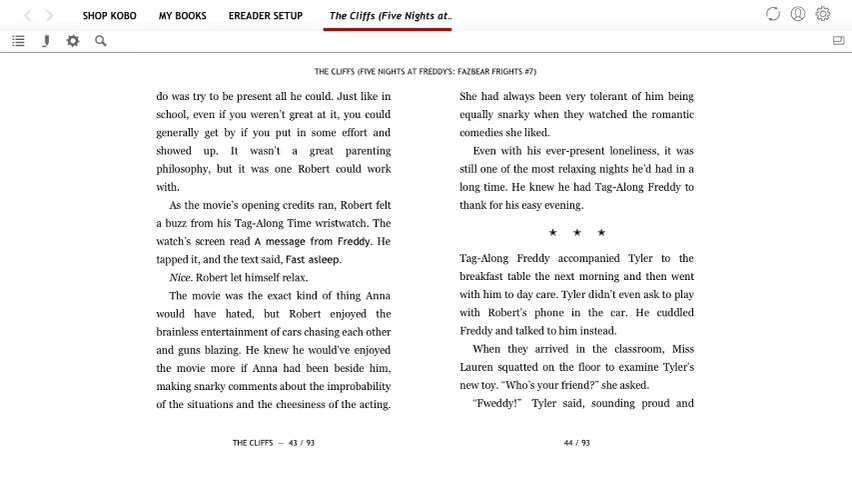 SHOP KOBO
MY BOOKS
EREADER SETUP
The Cliffs (Five Nights at..
THE CLIFFS (FIVE NIGHTS AT FREDDY'S: FAZBEAR FRIGHTS #7)
do was try to be present all he could. Just like in
school, even if you weren't great at it, you could
generally get by if you put in some effort and
showed up. It wasn't a great parenting
philosophy, but it was one Robert could work
with.
As the movie's opening credits ran, Robert felt
a buzz from his Tag-Along Time wristwatch. The
watch's screen read A message from Freddy. He
tapped it, and the text said, Fast asleep.
Nice. Robert let himself relax.
The movie was the exact kind of thing Anna
would have hated, but Robert enjoyed the
brainless entertainment of cars chasing each other
and guns blazing. He knew he would've enjoyed
the movie more if Anna had been beside him,
making snarky comments about the improbability
of the situations and the cheesiness of the acting.
THE CLIFFS — 43 / 93
She had always been very tolerant of him being
equally snarky when they watched the romantic
comedies she liked.
Even with his ever-present loneliness, it was
still one of the most relaxing nights he'd had in a
long time. He knew he had Tag-Along Freddy to
thank for his easy evening.
★ ★ ★
Tag-Along Freddy accompanied Tyler to the
breakfast table the next morning and then went
with him to day care. Tyler didn't even ask to play
with Robert's phone in the car. He cuddled
Freddy and talked to him instead.
When they arrived in the classroom, Miss
Lauren squatted on the floor to examine Tyler's
new toy. "Who's your friend?" she asked.
"Fweddy!" Tyler said, sounding proud and
44 / 93